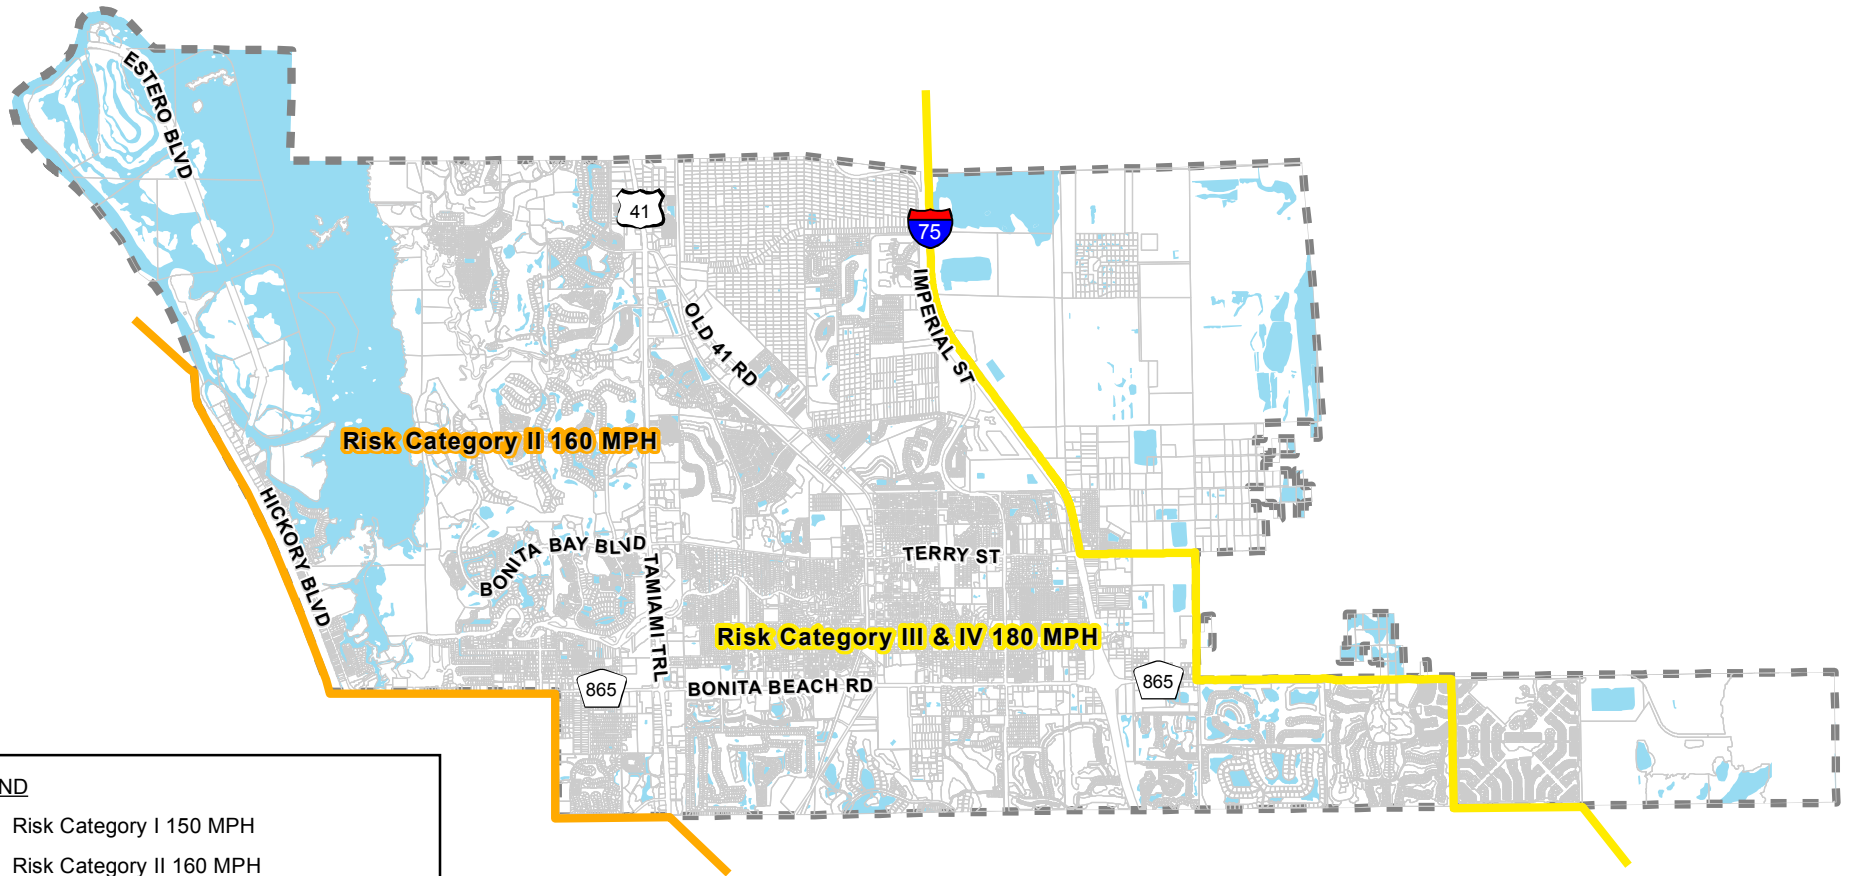 ESTERO BLVD
41
75
IMPERIAL ST
OLD 41 RD
Risk Category II 160 MPH
HICKORY BLVD
BONITA BAY BLVD
TERRY ST
TAMIAMI TRL
Risk Category III & IV 180 MPH
865
BONITA BEACH RD
865
ND
Risk Category I 150 MPH
Risk Category II 160 MPH